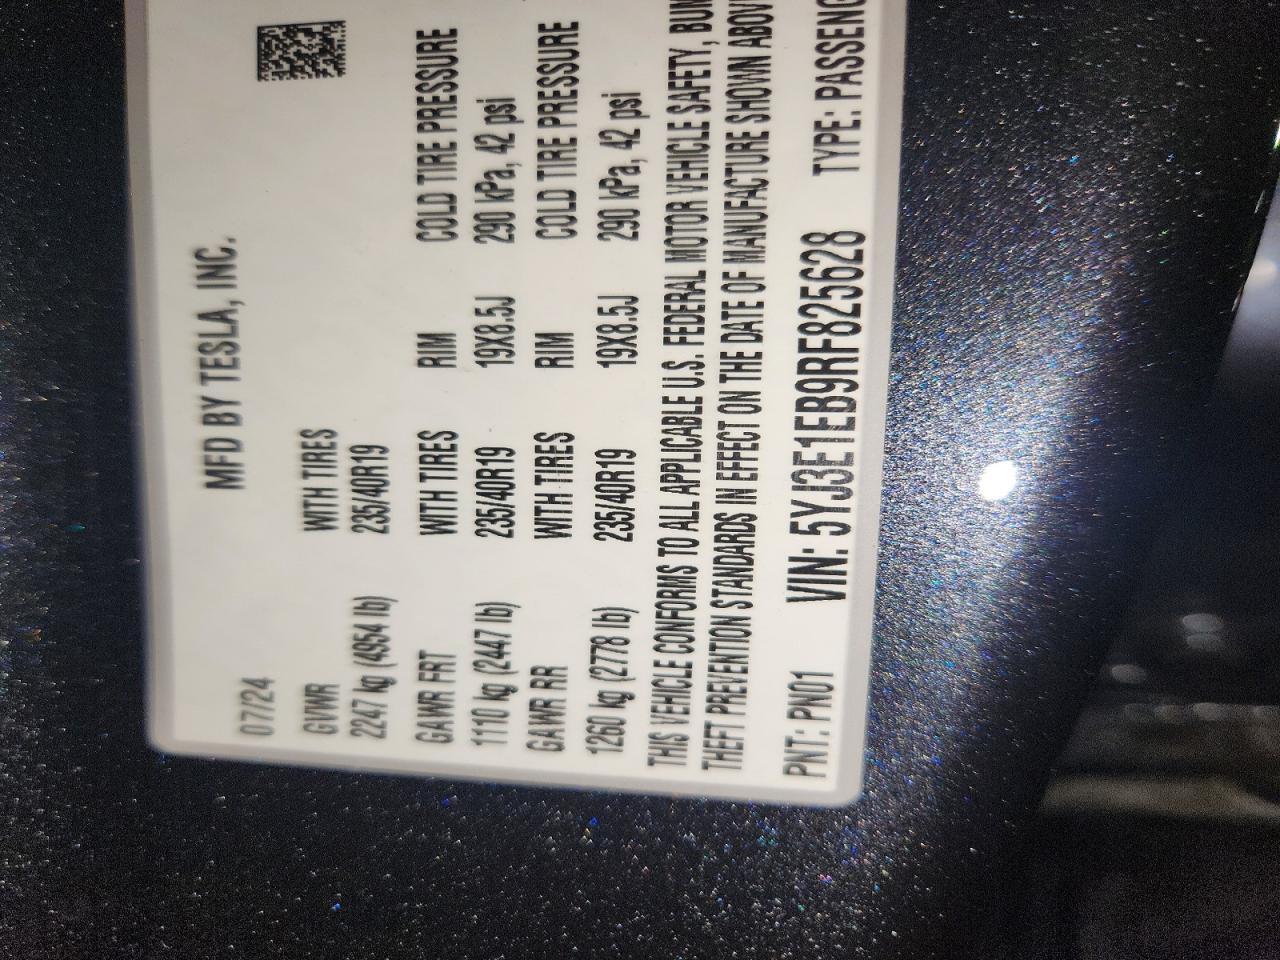 MFD BY TESLA, INC.
07/24
GVWR WITH TIRES
2247 kg (4954 lb) 235/40R19
GAWR FRT WITH TIRES RIM COLD TIRE PRESSURE
1110 kg (2447 lb) 235/40R19 19X8.5J 290 kPa, 42 psi
GAWR RR WITH TIRES RIM COLD TIRE PRESSURE
1260 kg (2778 lb) 235/40R19 19X8.5J 290 kPa, 42 psi
THIS VEHICLE CONFORMS TO ALL APPLICABLE U.S. FEDERAL MOTOR VEHICLE SAFETY, BUM
THEFT PREVENTION STANDARDS IN EFFECT ON THE DATE OF MANUFACTURE SHOWN ABOV
PNT: PN01 VIN: 5YJ3E1EB9RF825628 TYPE: PASSENG